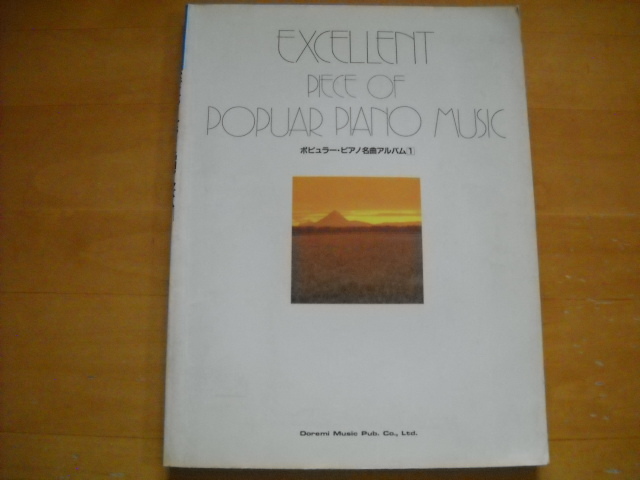 EXCELLENT
PIECE OF
POPUAR PIANO MUSIC
ポピュラー・ピアノ名曲アルバム1
Doremi Music Pub. Co., Ltd.